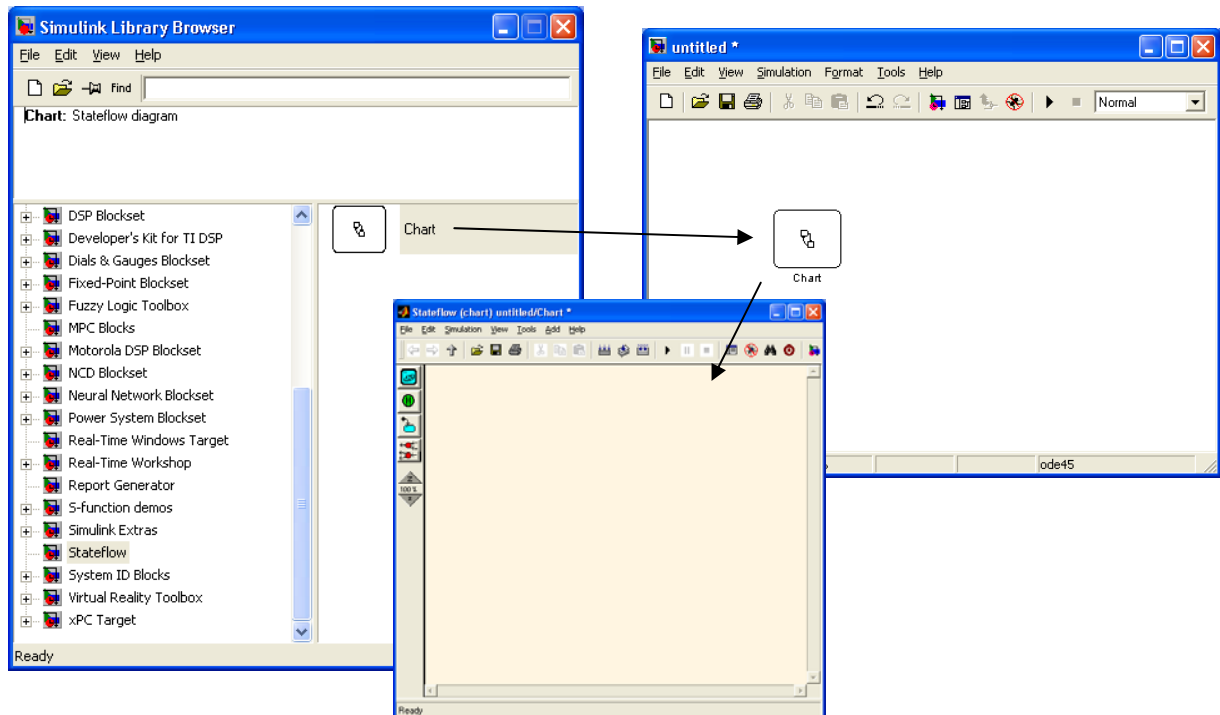 Simulink Library Browser
File Edit View Help
Find
Chart: Stateflow diagram
DSP Blockset
Developer's Kit for TI DSP
Dials & Gauges Blockset
Fixed-Point Blockset
Fuzzy Logic Toolbox
MPC Blocks
Motorola DSP Blockset
NCD Blockset
Neural Network Blockset
Power System Blockset
Real-Time Windows Target
Real-Time Workshop
Report Generator
S-function demos
Simulink Extras
Stateflow
System ID Blocks
Virtual Reality Toolbox
xPC Target
Chart
Ready
untitled *
File Edit View Simulation Format Tools Help
Normal
Chart
ode45
Stateflow (chart) untitled/Chart *
File Edit Simulation View Tools Add Help
100 %
Ready